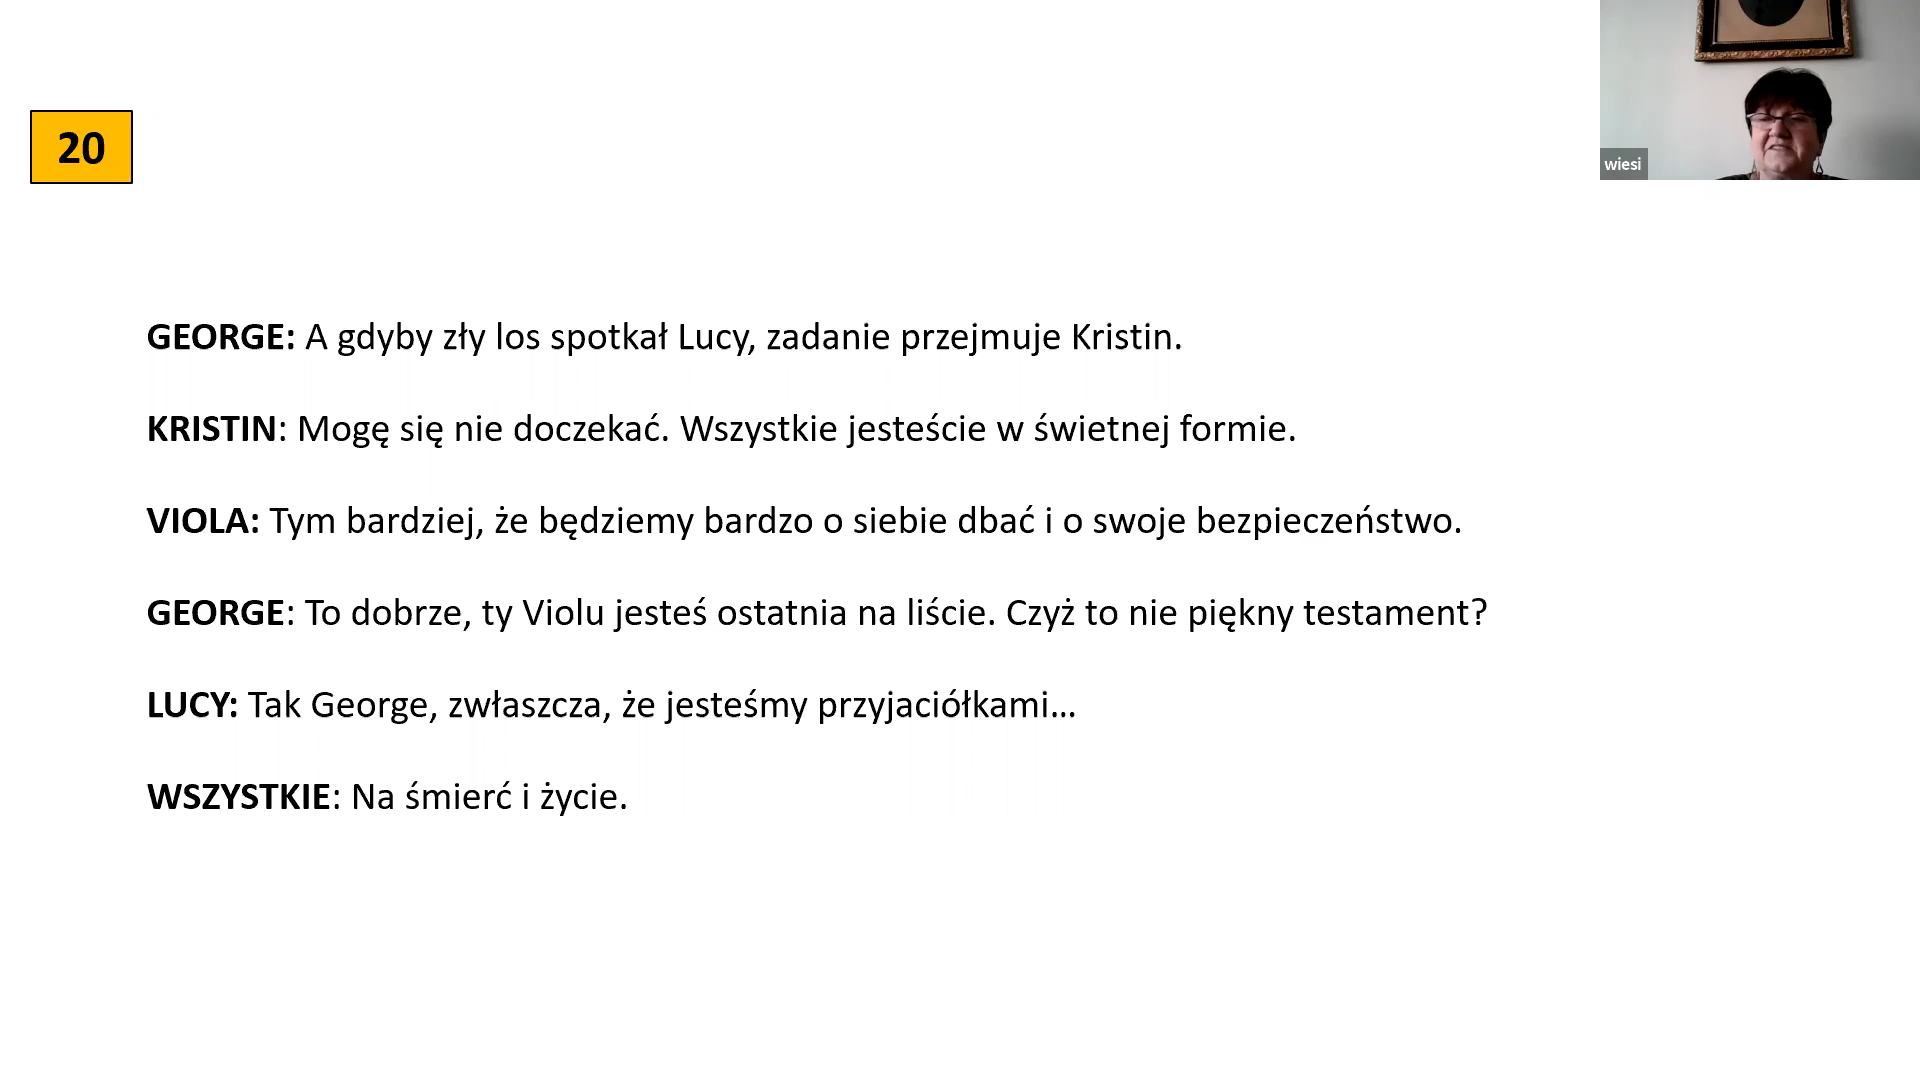 20
wiesi
GEORGE: A gdyby zły los spotkał Lucy, zadanie przejmuje Kristin.
KRISTIN: Mogę się nie doczekać. Wszystkie jesteście w świetnej formie.
VIOLA: Tym bardziej, że będziemy bardzo o siebie dbać i o swoje bezpieczeństwo.
GEORGE: To dobrze, ty Violu jesteś ostatnia na liście. Czyż to nie piękny testament?
LUCY: Tak George, zwłaszcza, że jesteśmy przyjaciółkami…
WSZYSTKIE: Na śmierć i życie.